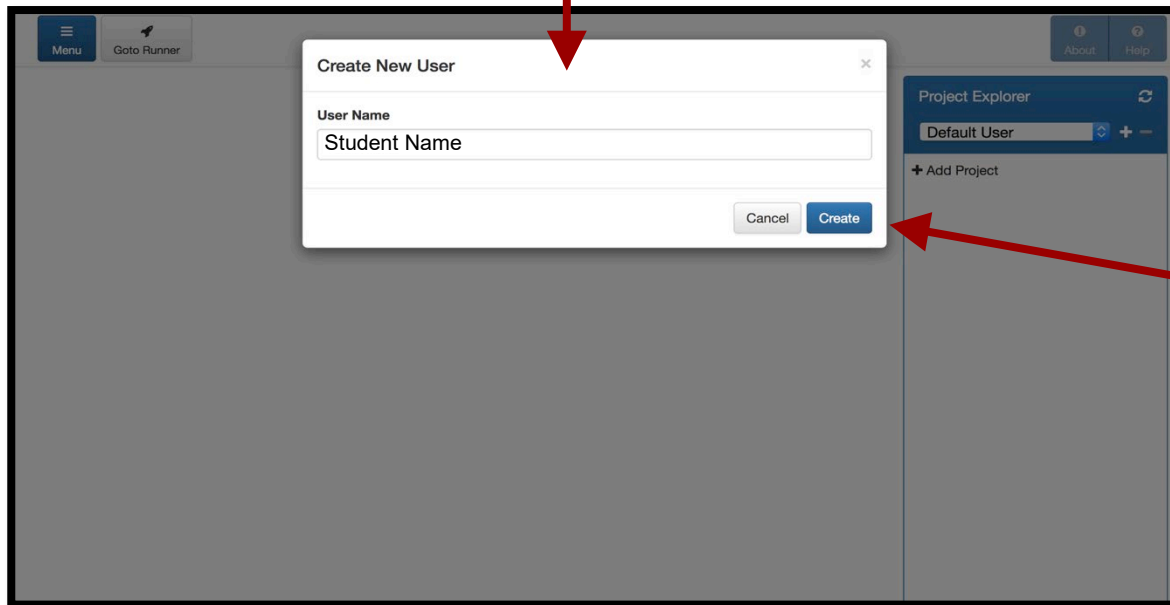 Menu
Goto Runner
About
Help
Create New User
×
User Name
Student Name
Cancel
Create
Project Explorer
Default User
+ Add Project